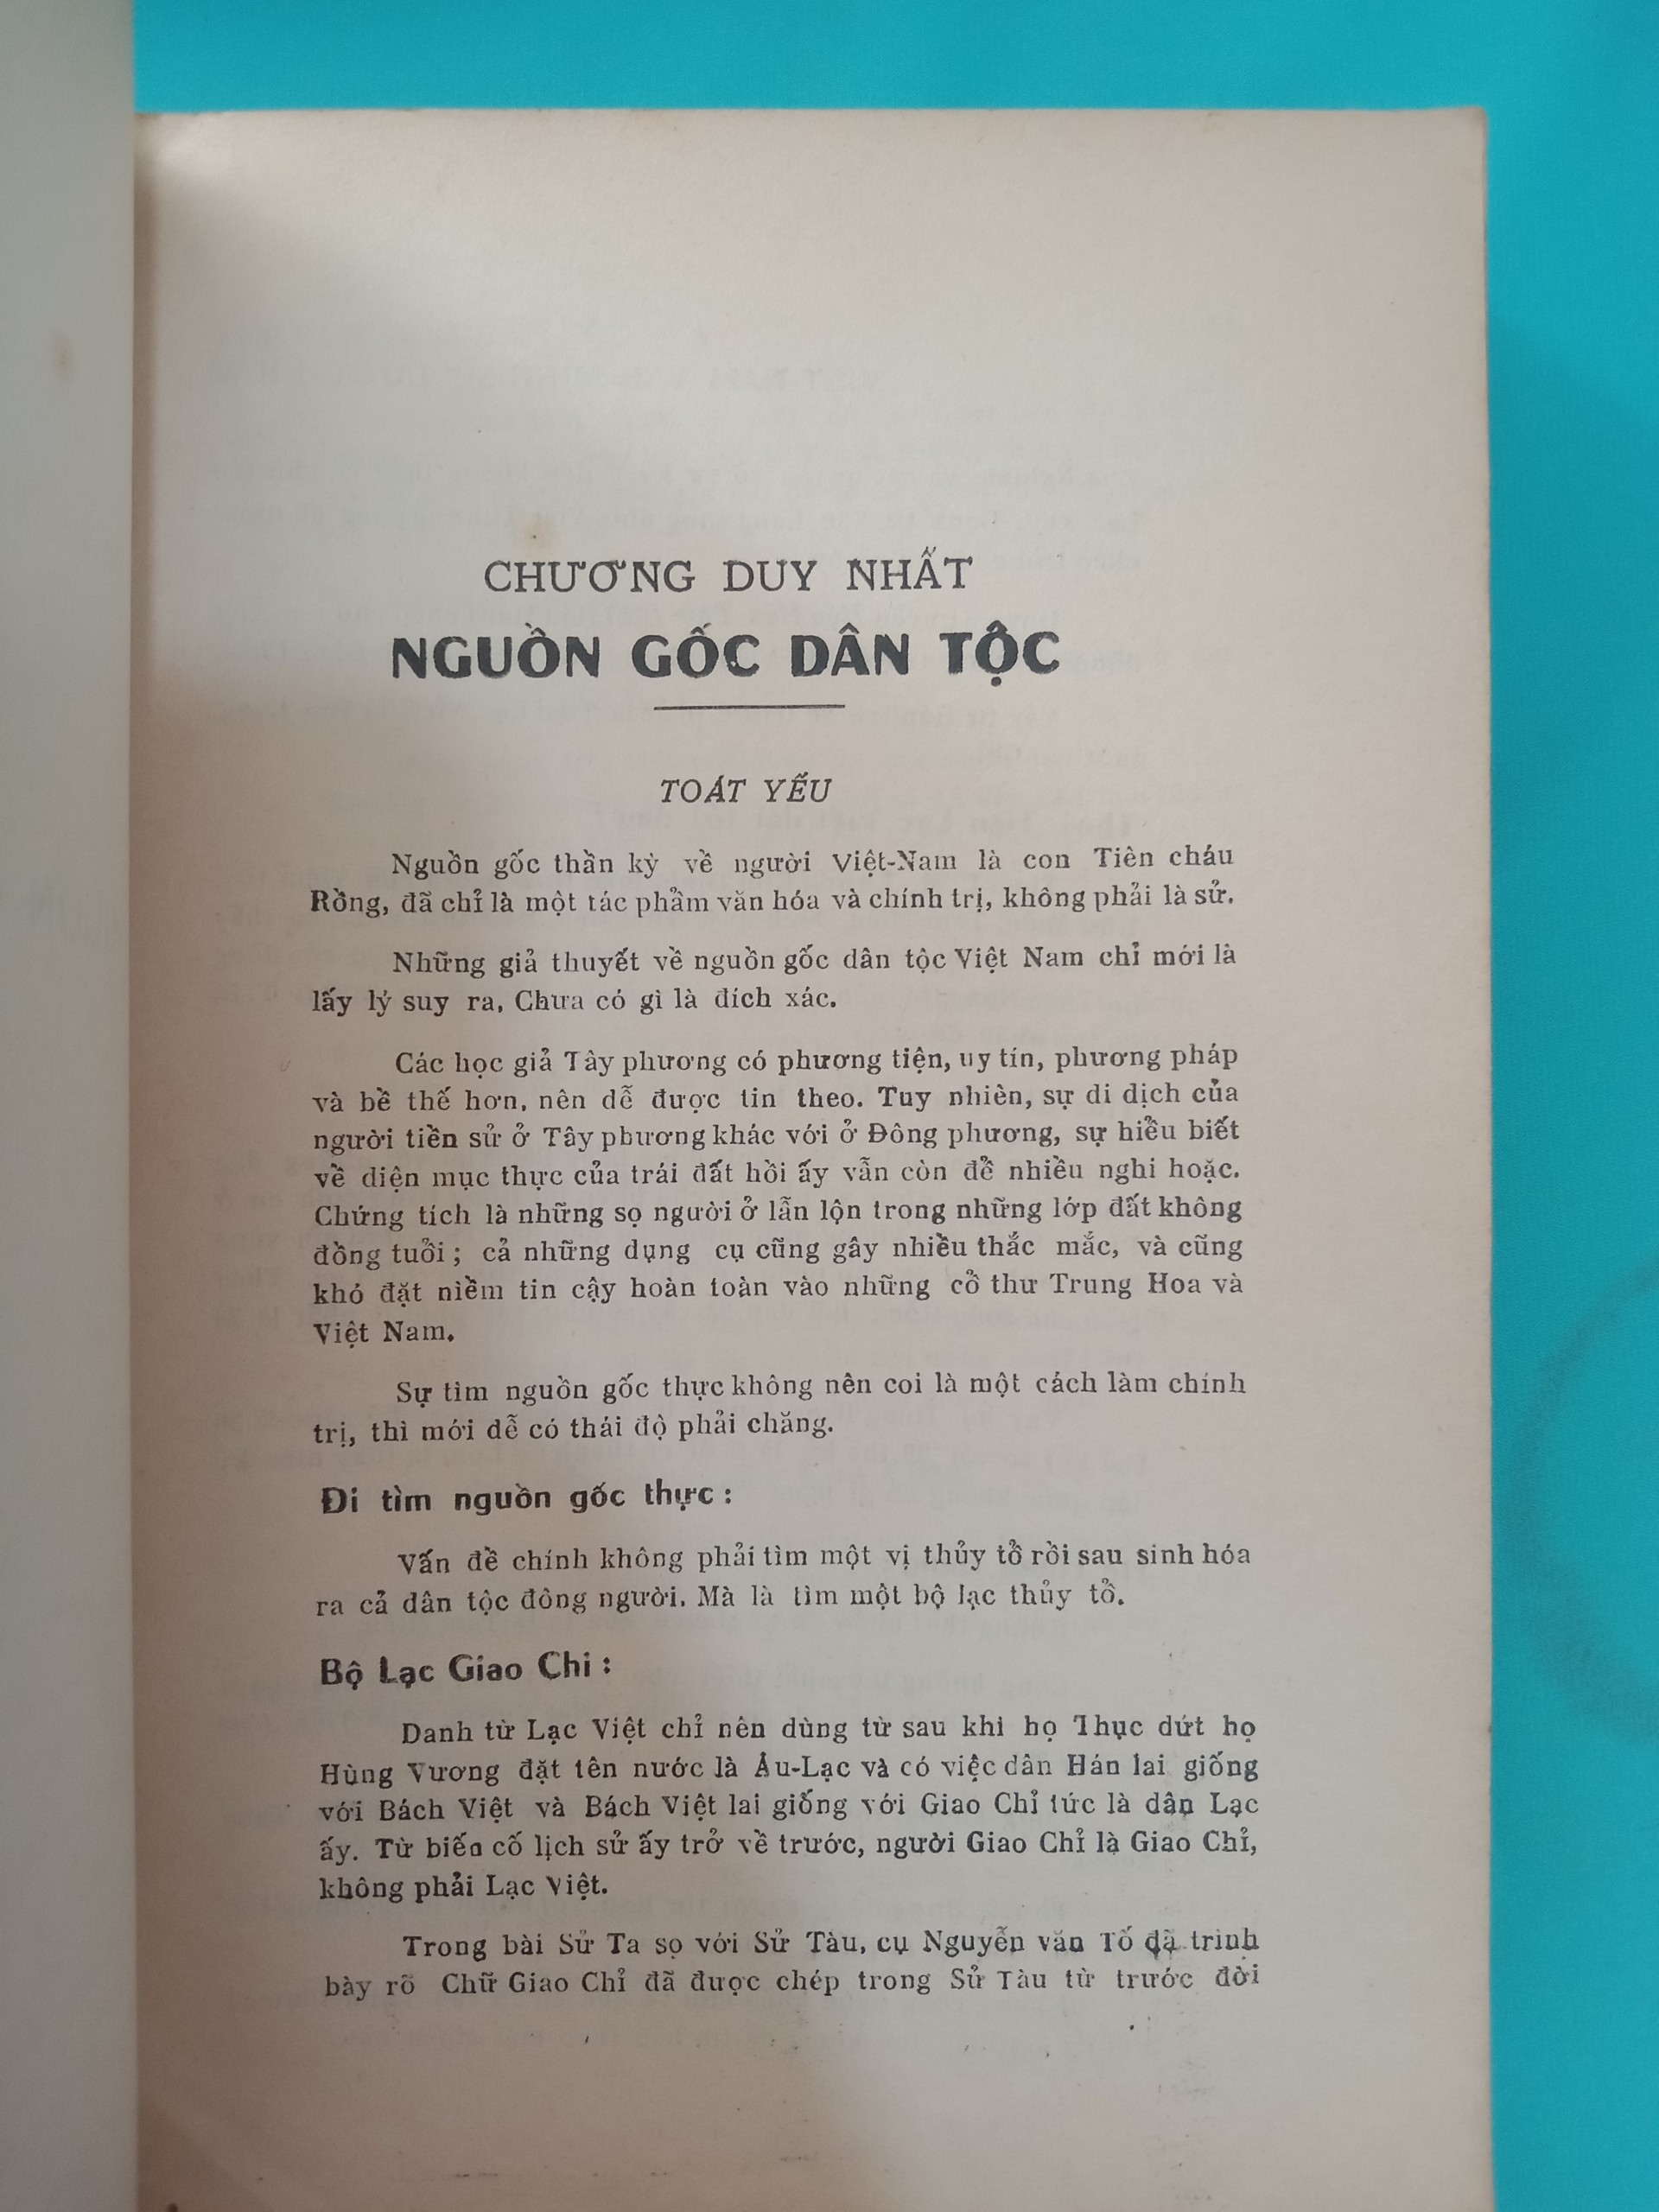 CHƯƠNG DUY NHẤT
NGUỒN GỐC DÂN TỘC
TOÁT YẾU
Nguồn gốc thần kỳ về người Việt-Nam là con Tiên cháu
Rồng, đã chỉ là một tác phẩm văn hóa và chính trị, không phải là sử.
Những giả thuyết về nguồn gốc dân tộc Việt Nam chỉ mới là
lấy lý suy ra, Chưa có gì là đích xác.
Các học giả Tây phương có phương tiện, uy tín, phương pháp
và bề thế hơn, nên dễ được tin theo. Tuy nhièn, sự di dịch của
người tiền sử ở Tây phương khác với ở Đông phương, sự hiểu biết
về diện mục thực của trái đất hồi ấy vẫn còn để nhiều nghi hoặc.
Chứng tích là những sọ người ở lẫn lộn trong những lớp đất không
đồng tuổi ; cả những dụng cụ cũng gây nhiều thắc mắc, và cũng
khó đặt niềm tin cậy hoàn toàn vào những cổ thư Trung Hoa và
Việt Nam.
Sự tìm nguồn gốc thực không nên coi là một cách làm chính
trị, thì mới dễ có thái độ phải chăng.
Đi tìm nguồn gốc thực :
Vấn đề chính không phải tìm một vị thủy tổ rồi sau sinh hóa
ra cả dân tộc đông người. Mà là tìm một bộ lạc thủy tổ.
Bộ Lạc Giao Chi :
Danh từ Lạc Việt chỉ nên dùng từ sau khi họ Thục dứt họ
Hùng Vương đặt tên nước là Âu-Lạc và có việc dân Hán lai giống
với Bách Việt và Bách Việt lai giống với Giao Chỉ tức là dân Lạc
ấy. Từ biến cố lịch sử ấy trở về trước, người Giao Chỉ là Giao Chỉ,
không phải Lạc Việt.
Trong bài Sử Ta so với Sử Tàu, cụ Nguyễn văn Tố đã trình
bày rõ Chữ Giao Chỉ đã được chép trong Sử Tàu từ trước đời